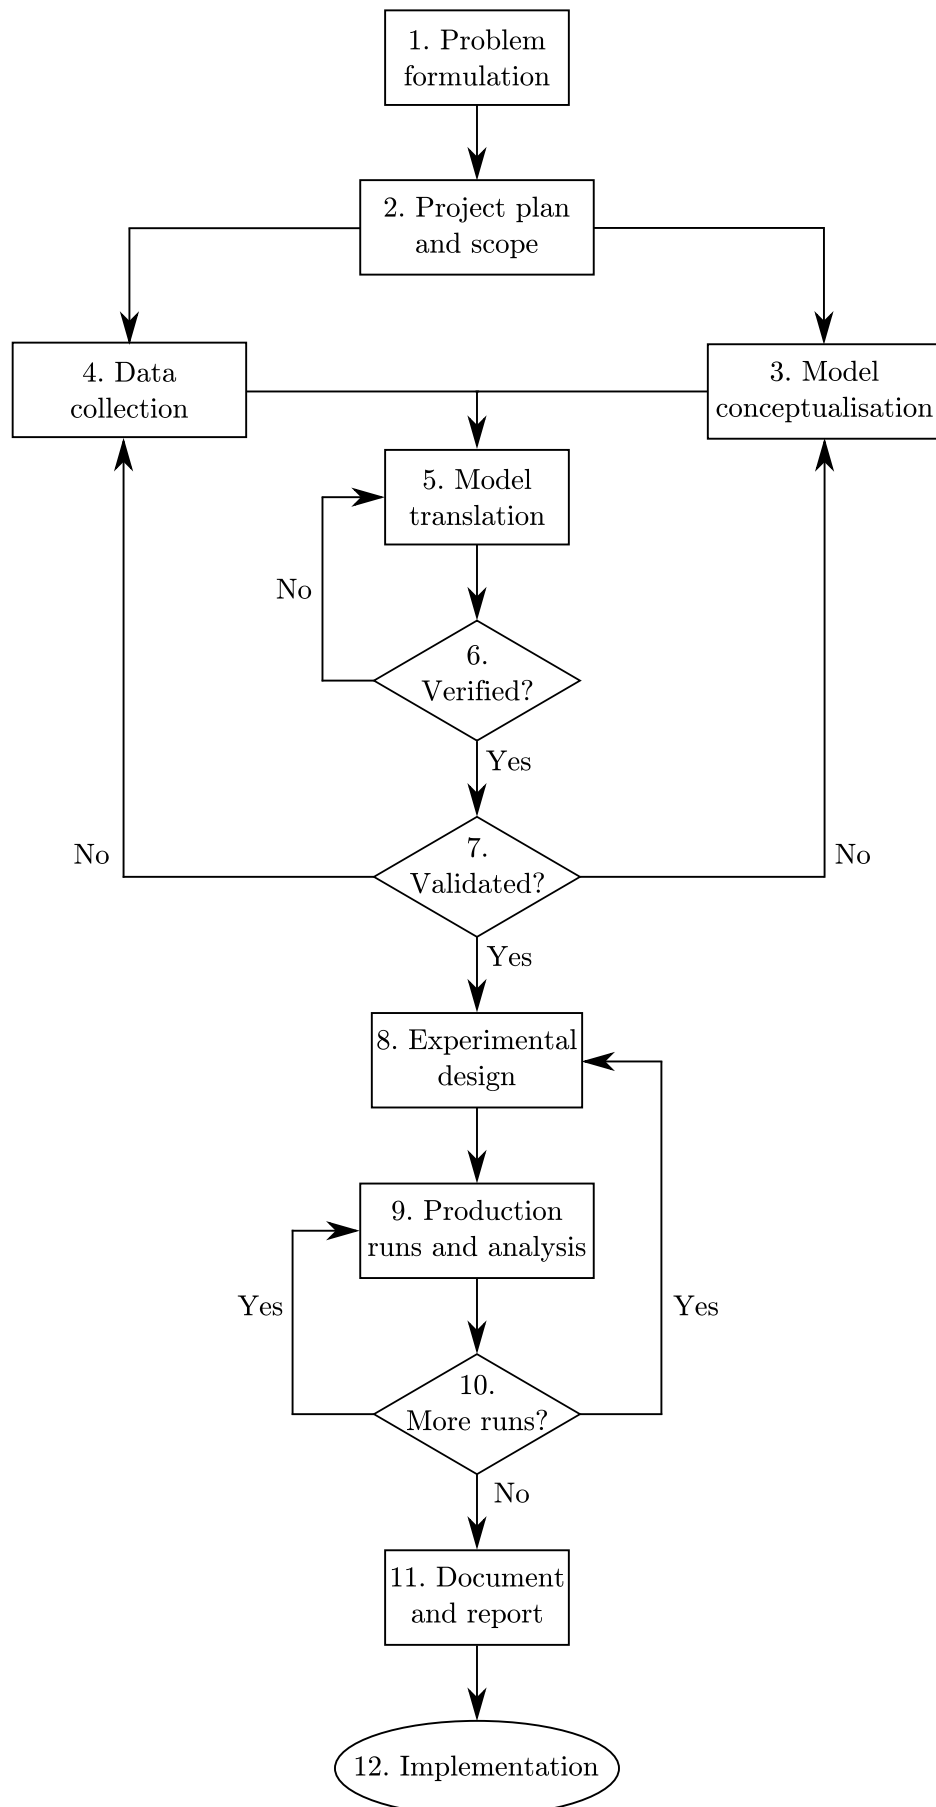 1. Problem
formulation
2. Project plan
and scope
4. Data
collection
3. Model
conceptualisation
5. Model
translation
No
6.
Verified?
Yes
7.
Validated?
No
No
Yes
8. Experimental
design
9. Production
runs and analysis
Yes
Yes
10.
More runs?
No
11. Document
and report
12. Implementation